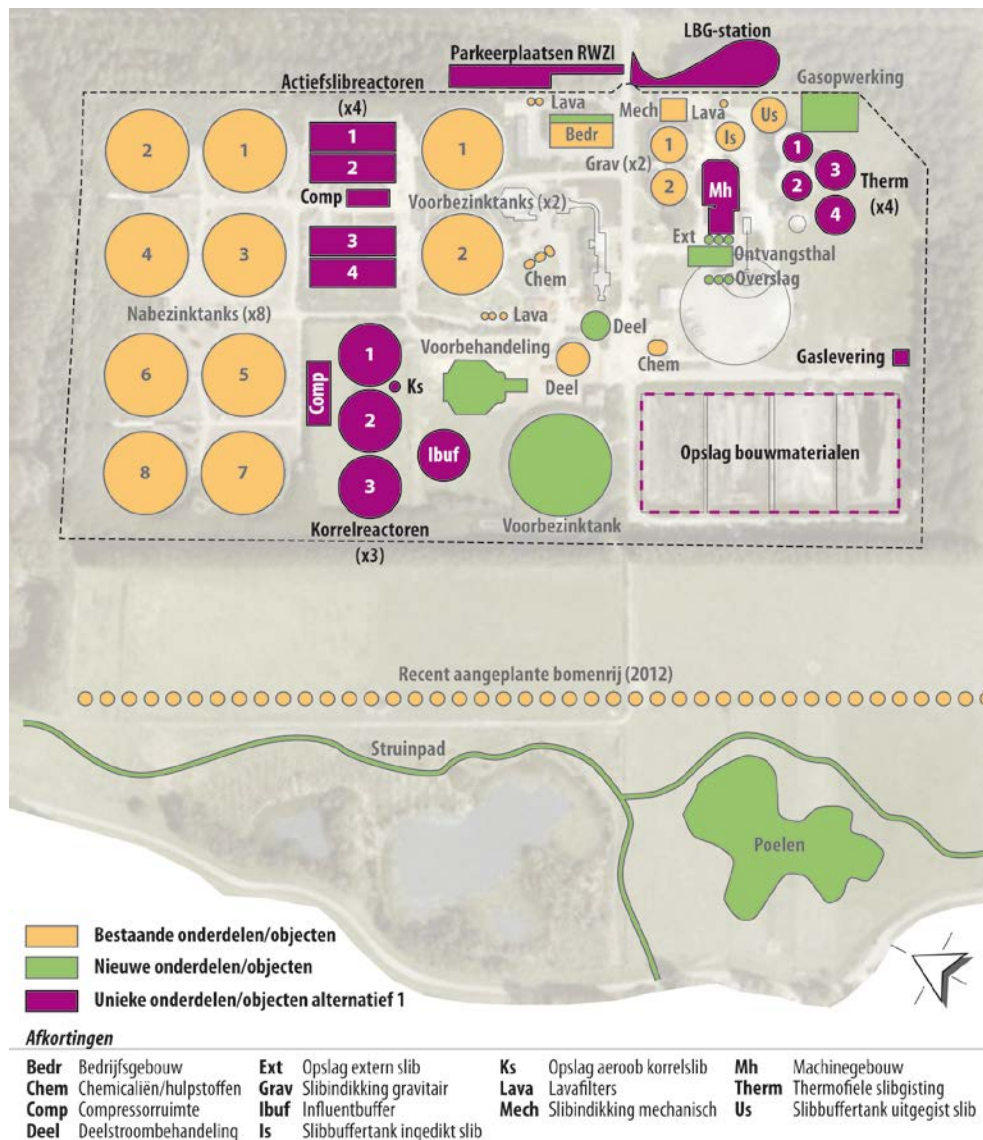 LBG-station
Parkeerplaatsen RWZI
Actiefslibreactoren
(x4)
Gasopwerking
Lava
Mech
Lava
Us
Bedr
Is
2
1
1
2
1
1
Grav (x2)
2
1
3
2
4
Therm
(x4)
Mh
Comp
Voorbezinktanks (x2)
4
3
3
4
2
Ext
Ontvangsthal
Overslag
Chem
Nabezinktanks (x8)
Lava
Deel
Voorbehandeling
Deel
Chem
Gaslevering
6
5
1
Comp
Ks
2
Ibuf
Opslag bouwmaterialen
8
7
3
Voorbezinktank
Korrelreactoren
(x3)
Recent aangeplante bomenrij (2012)
Struinpad
Poelen
Bestaande onderdelen/objecten
Nieuwe onderdelen/objecten
Unieke onderdelen/objecten alternatief 1
Afkortingen
Bedr Bedrijfsgebouw
Chem Chemicaliën/hulpstoffen
Comp Compressorruimte
Deel Deelstroombehandeling
Ext Opslag extern slib
Grav Slibindikking gravitair
Ibuf Influentbuffer
Is Slibbuffertank ingedikt slib
Ks Opslag aeroob korrelslib
Lava Lavafilters
Mech Slibindikking mechanisch
Mh Machinegebouw
Therm Thermofiele slibgisting
Us Slibbuffertank uitgegist slib